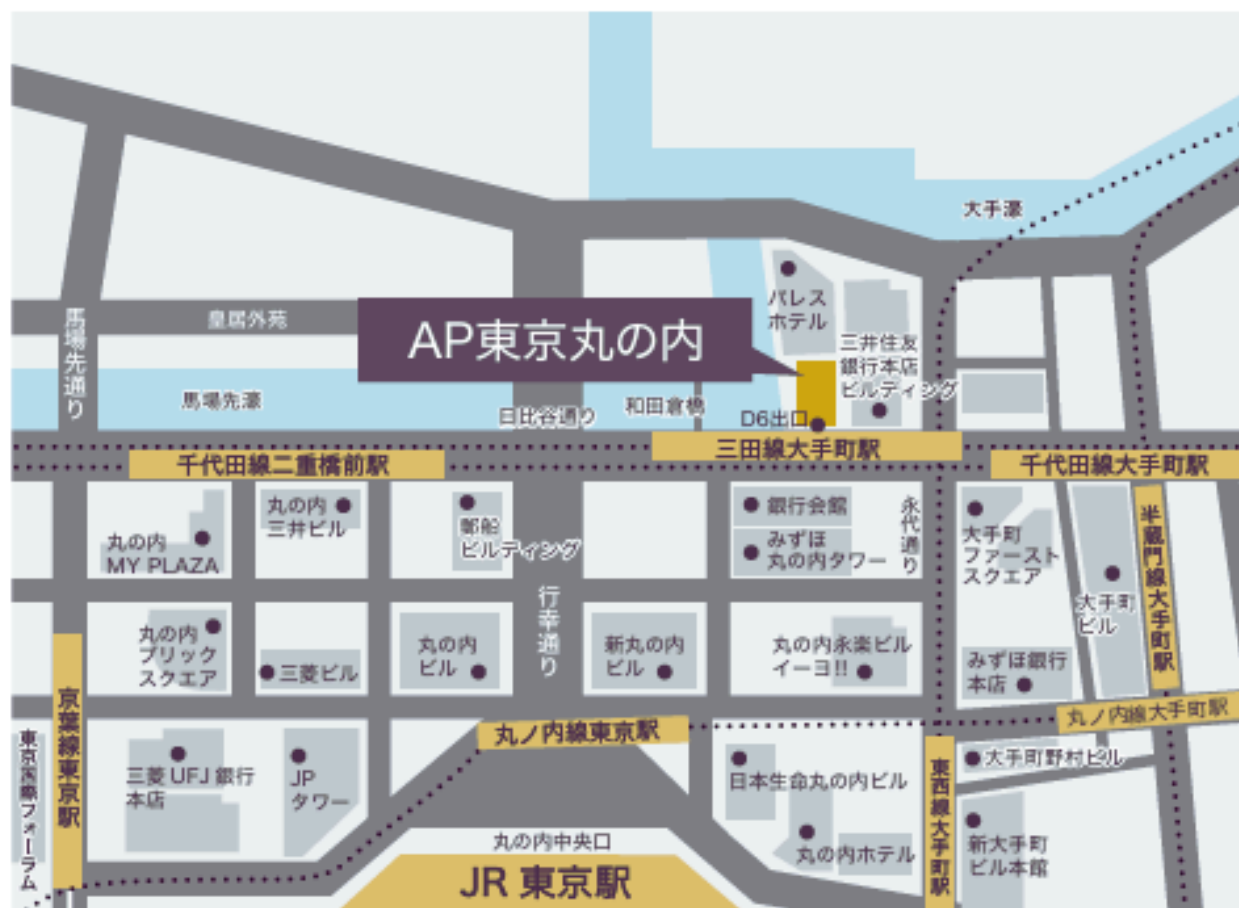 大手濠
パレス
ホテル
馬場先通り
皇居外苑
AP東京丸の内
三井住友
銀行本店
ビルディング
馬場先濠
日比谷通り
和田倉橋
D6出口
三田線大手町駅
千代田線二重橋前駅
千代田線大手町駅
丸の内
MY PLAZA
丸の内
三井ビル
郵船
ビルディング
銀行会館
みずほ
丸の内タワー
永代通り
大手町
ファースト
スクエア
大手町
ビル
半蔵門線大手町駅
行幸通り
丸の内
ブリック
スクエア
三菱ビル
丸の内
ビル
新丸の内
ビル
丸の内永楽ビル
イーヨ!!
みずほ銀行
本店
京葉線東京駅
丸ノ内線東京駅
丸ノ内線大手町駅
東京国際フォーラム
三菱UFJ銀行
本店
JP
タワー
日本生命丸の内ビル
東西線大手町駅
大手町野村ビル
丸の内中央口
丸の内ホテル
新大手町
ビル本館
JR 東京駅